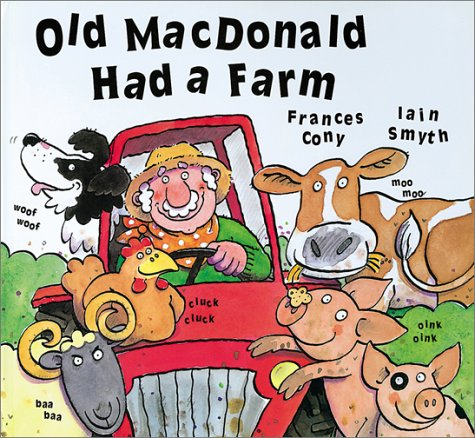 Old MacDonald
Had a Farm
Frances
Cony
Iain
Smyth
woof
woof
moo
moo
cluck
cluck
oink
oink
baa
baa